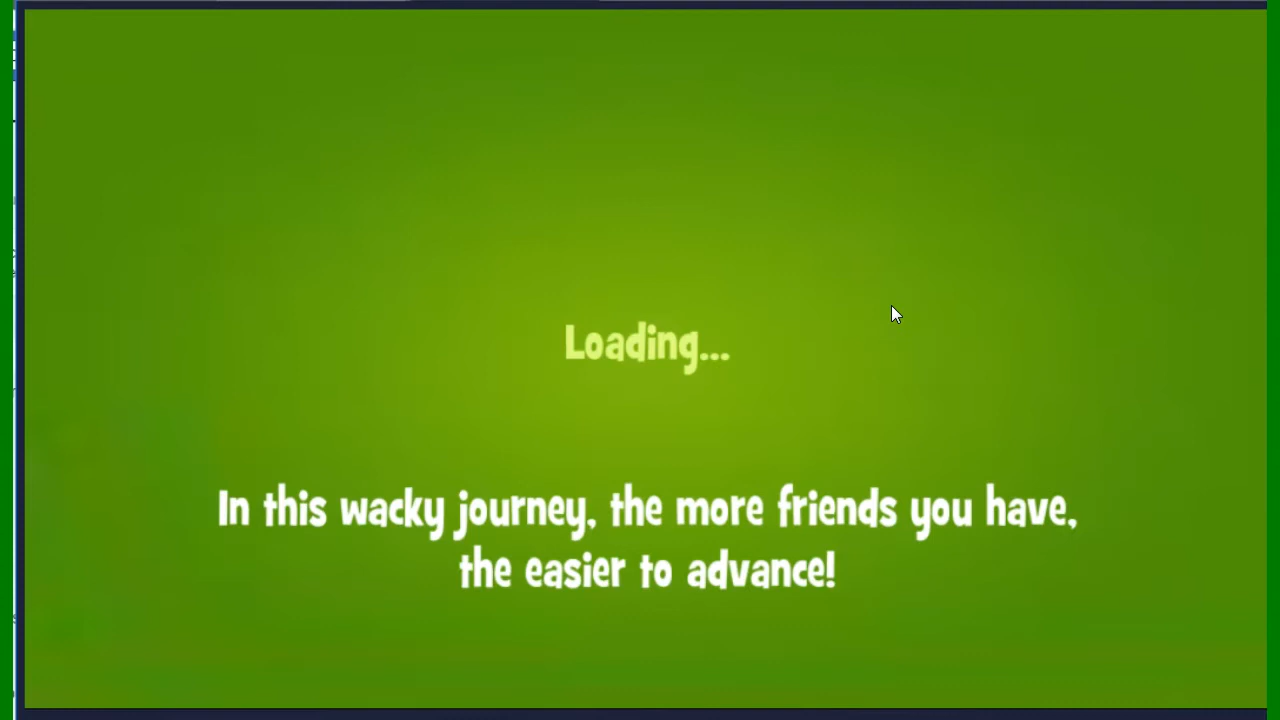 Loading...
In this wacky journey, the more friends you have,
the easier to advance!